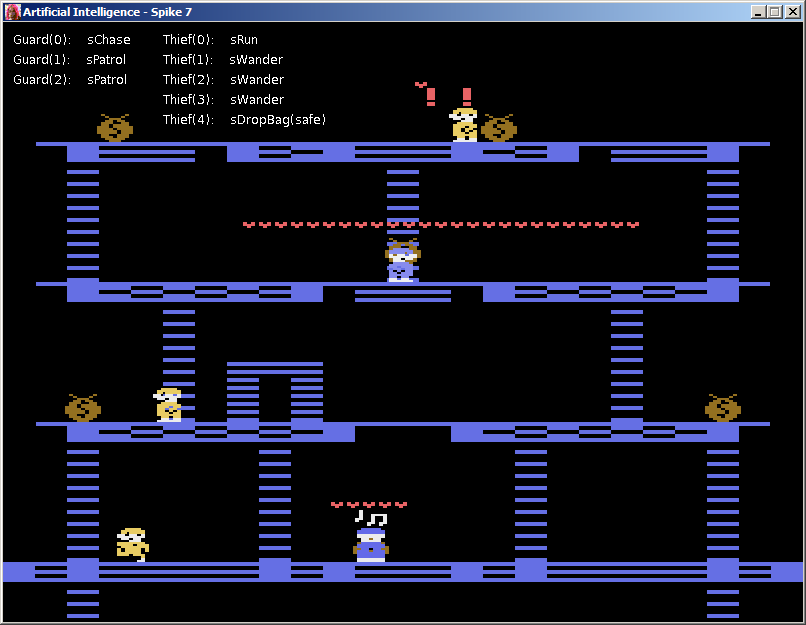 Artificial Intelligence - Spike 7
Guard(0): sChase Thief(0): sRun
Guard(1): sPatrol Thief(1): sWander
Guard(2): sPatrol Thief(2): sWander
Thief(3): sWander
Thief(4): sDropBag(safe)
! !